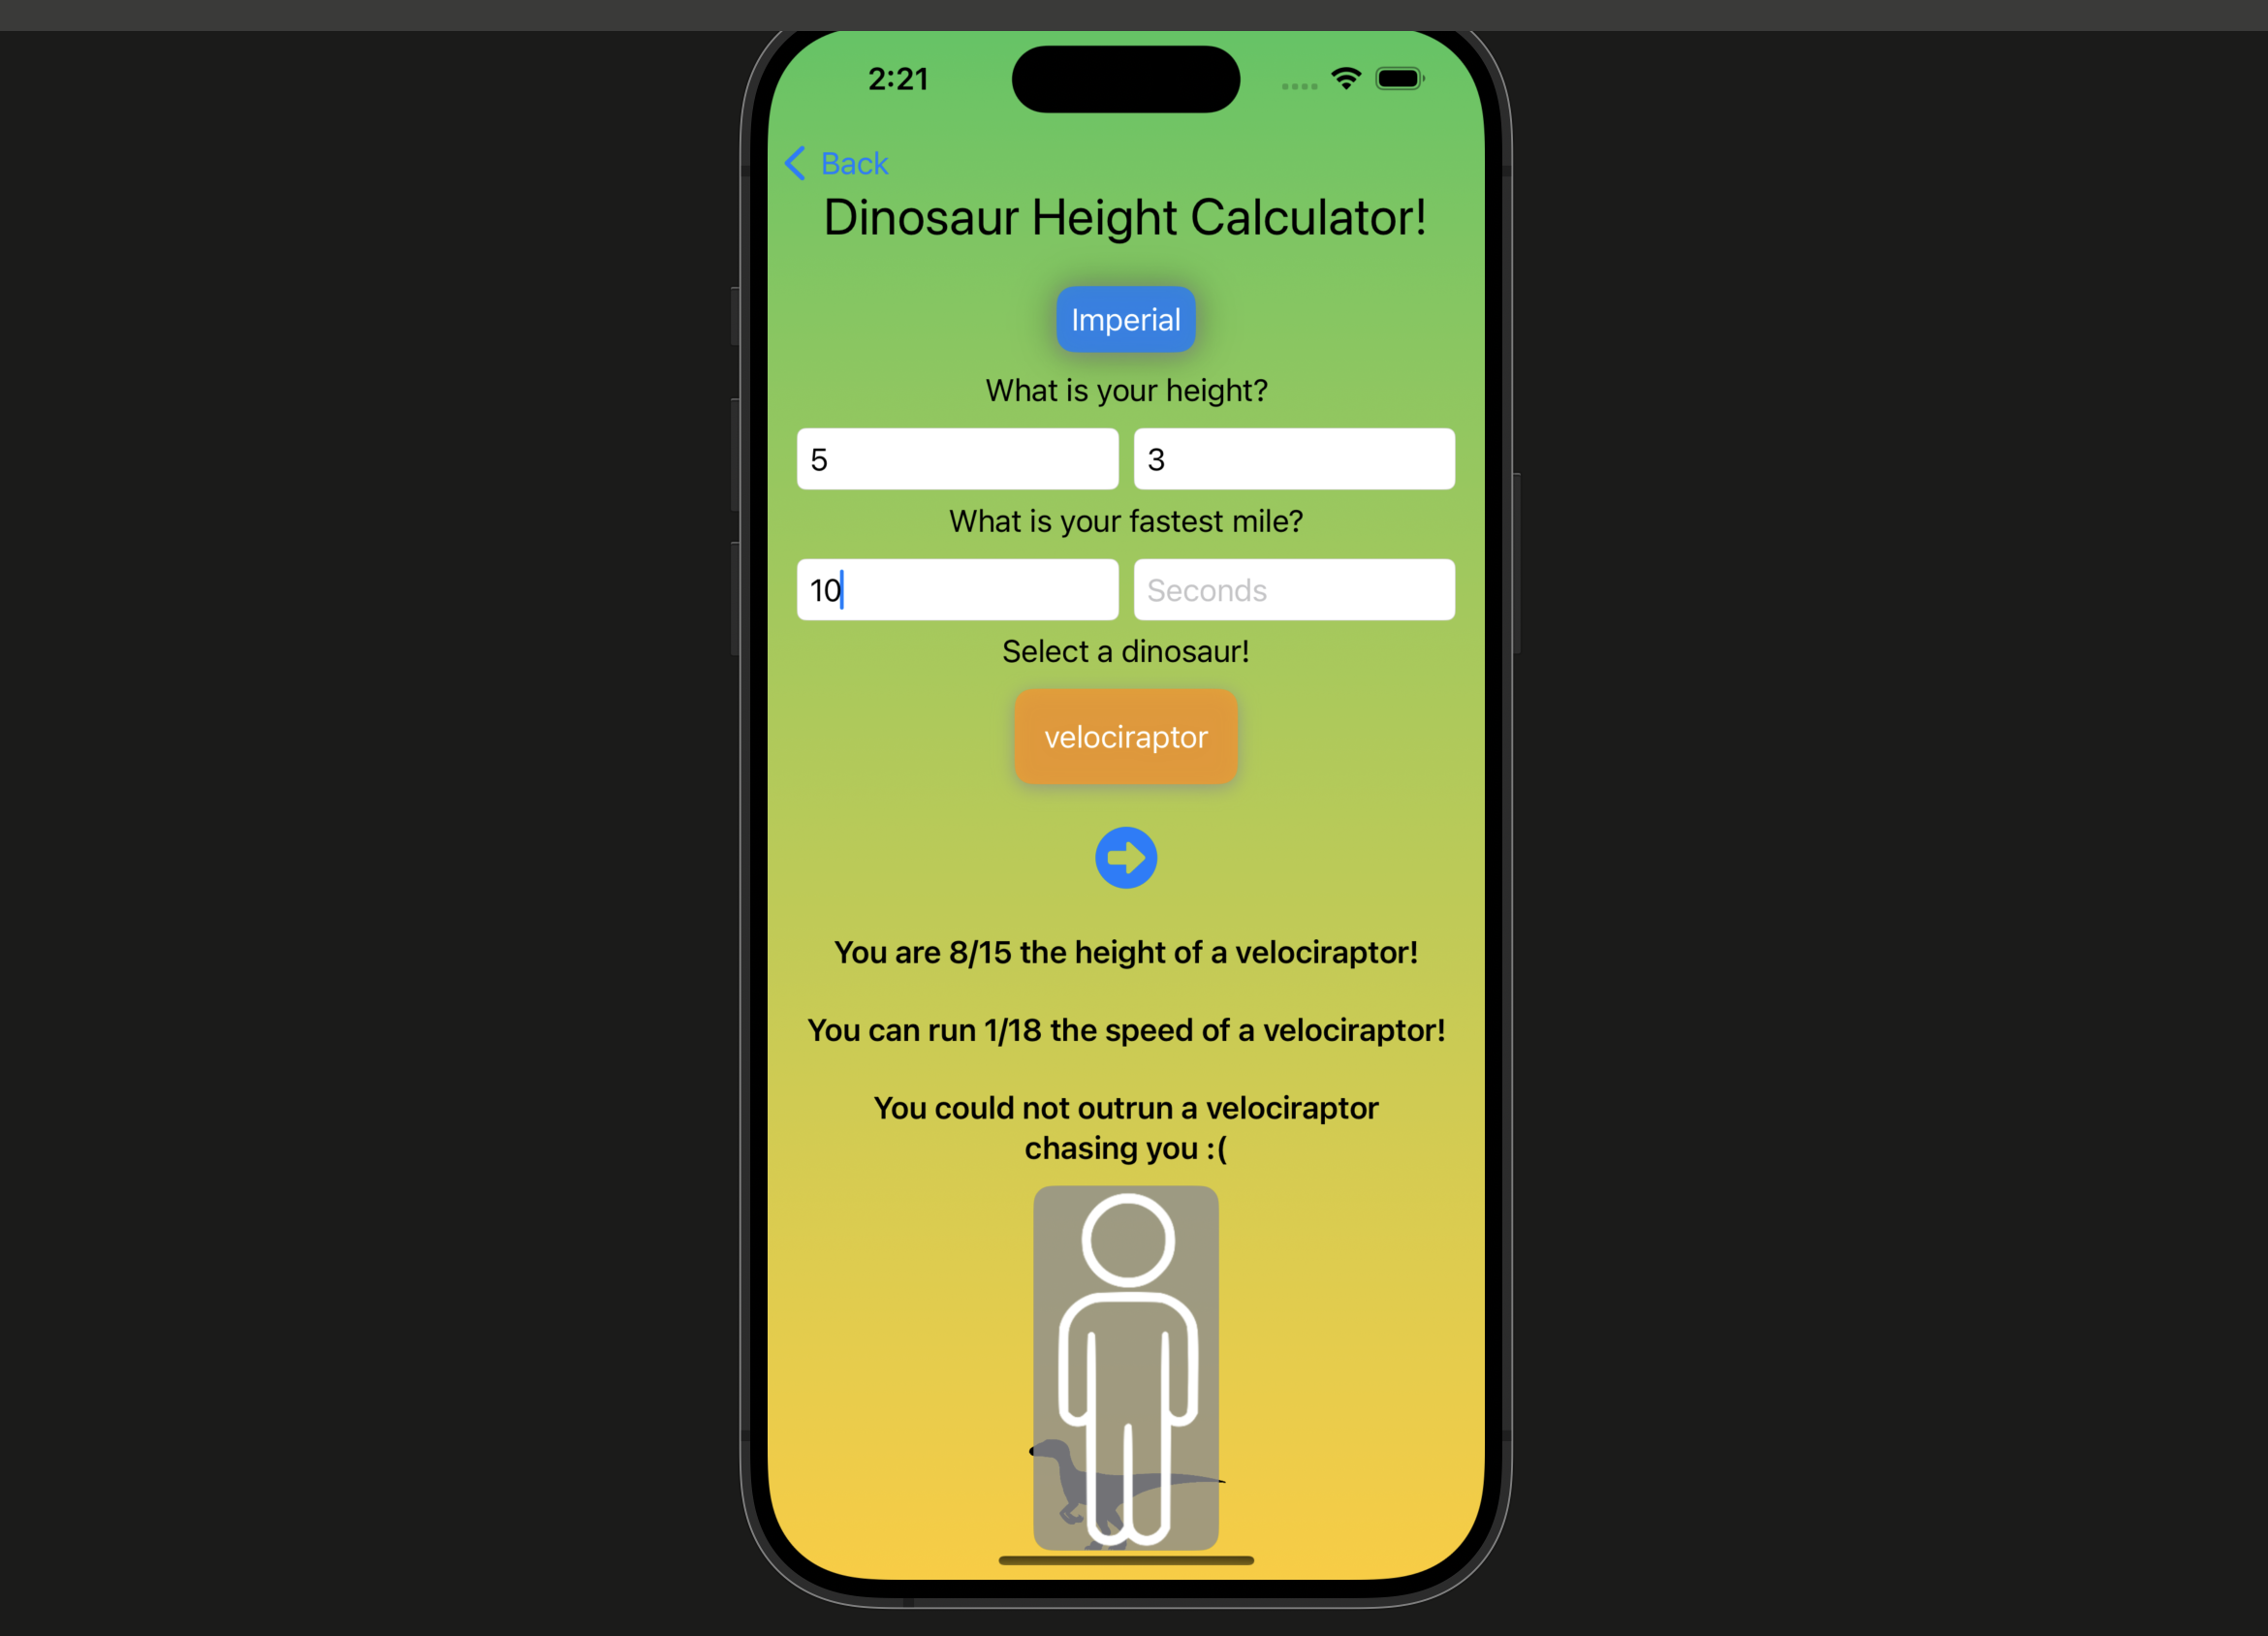 2:21
Back
Dinosaur Height Calculator!
Imperial
What is your height?
5 3
What is your fastest mile?
10 Seconds
Select a dinosaur!
velociraptor
You are 8/15 the height of a velociraptor!
You can run 1/18 the speed of a velociraptor!
You could not outrun a velociraptor
chasing you :(